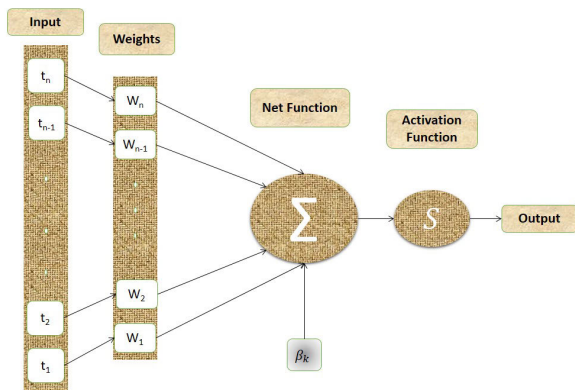 Input
Weights
Net Function
Activation
Function
tₙ
tₙ₋₁
t₂
t₁
Wₙ
Wₙ₋₁
W₂
W₁
∑
S
Output
βₖ